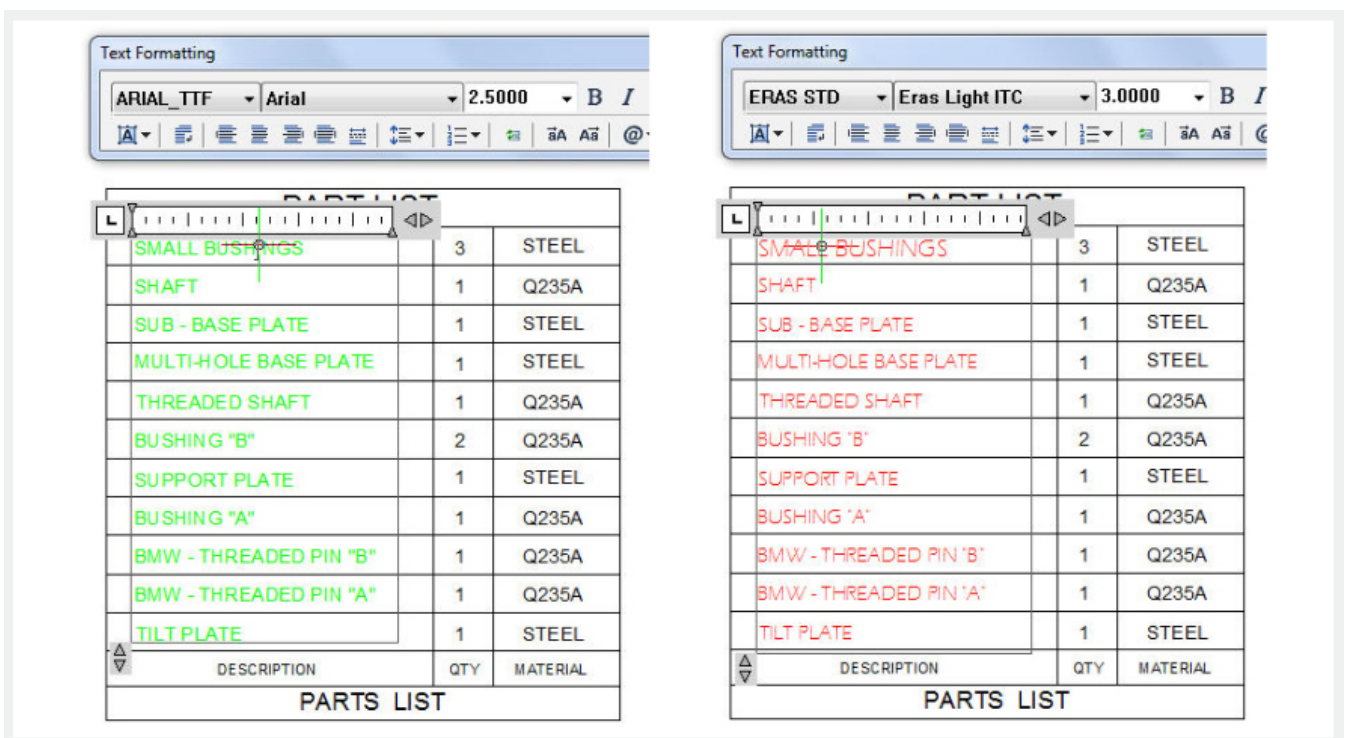 Text Formatting
ARIAL_TTF Arial 2.5000 B I
A @
PART LIST
L
SMALL BUSHINGS 3 STEEL
SHAFT 1 Q235A
SUB - BASE PLATE 1 STEEL
MULTI-HOLE BASE PLATE 1 STEEL
THREADED SHAFT 1 Q235A
BUSHING "B" 2 Q235A
SUPPORT PLATE 1 STEEL
BUSHING "A" 1 Q235A
BMW - THREADED PIN "B" 1 Q235A
BMW - THREADED PIN "A" 1 Q235A
TILT PLATE 1 STEEL
DESCRIPTION QTY MATERIAL
PARTS LIST
Text Formatting
ERAS STD Eras Light ITC 3.0000 B I
A @
PART LIST
L
SMALL BUSHINGS 3 STEEL
SHAFT 1 Q235A
SUB - BASE PLATE 1 STEEL
MULTI-HOLE BASE PLATE 1 STEEL
THREADED SHAFT 1 Q235A
BUSHING "B" 2 Q235A
SUPPORT PLATE 1 STEEL
BUSHING "A" 1 Q235A
BMW - THREADED PIN "B" 1 Q235A
BMW - THREADED PIN "A" 1 Q235A
TILT PLATE 1 STEEL
DESCRIPTION QTY MATERIAL
PARTS LIST